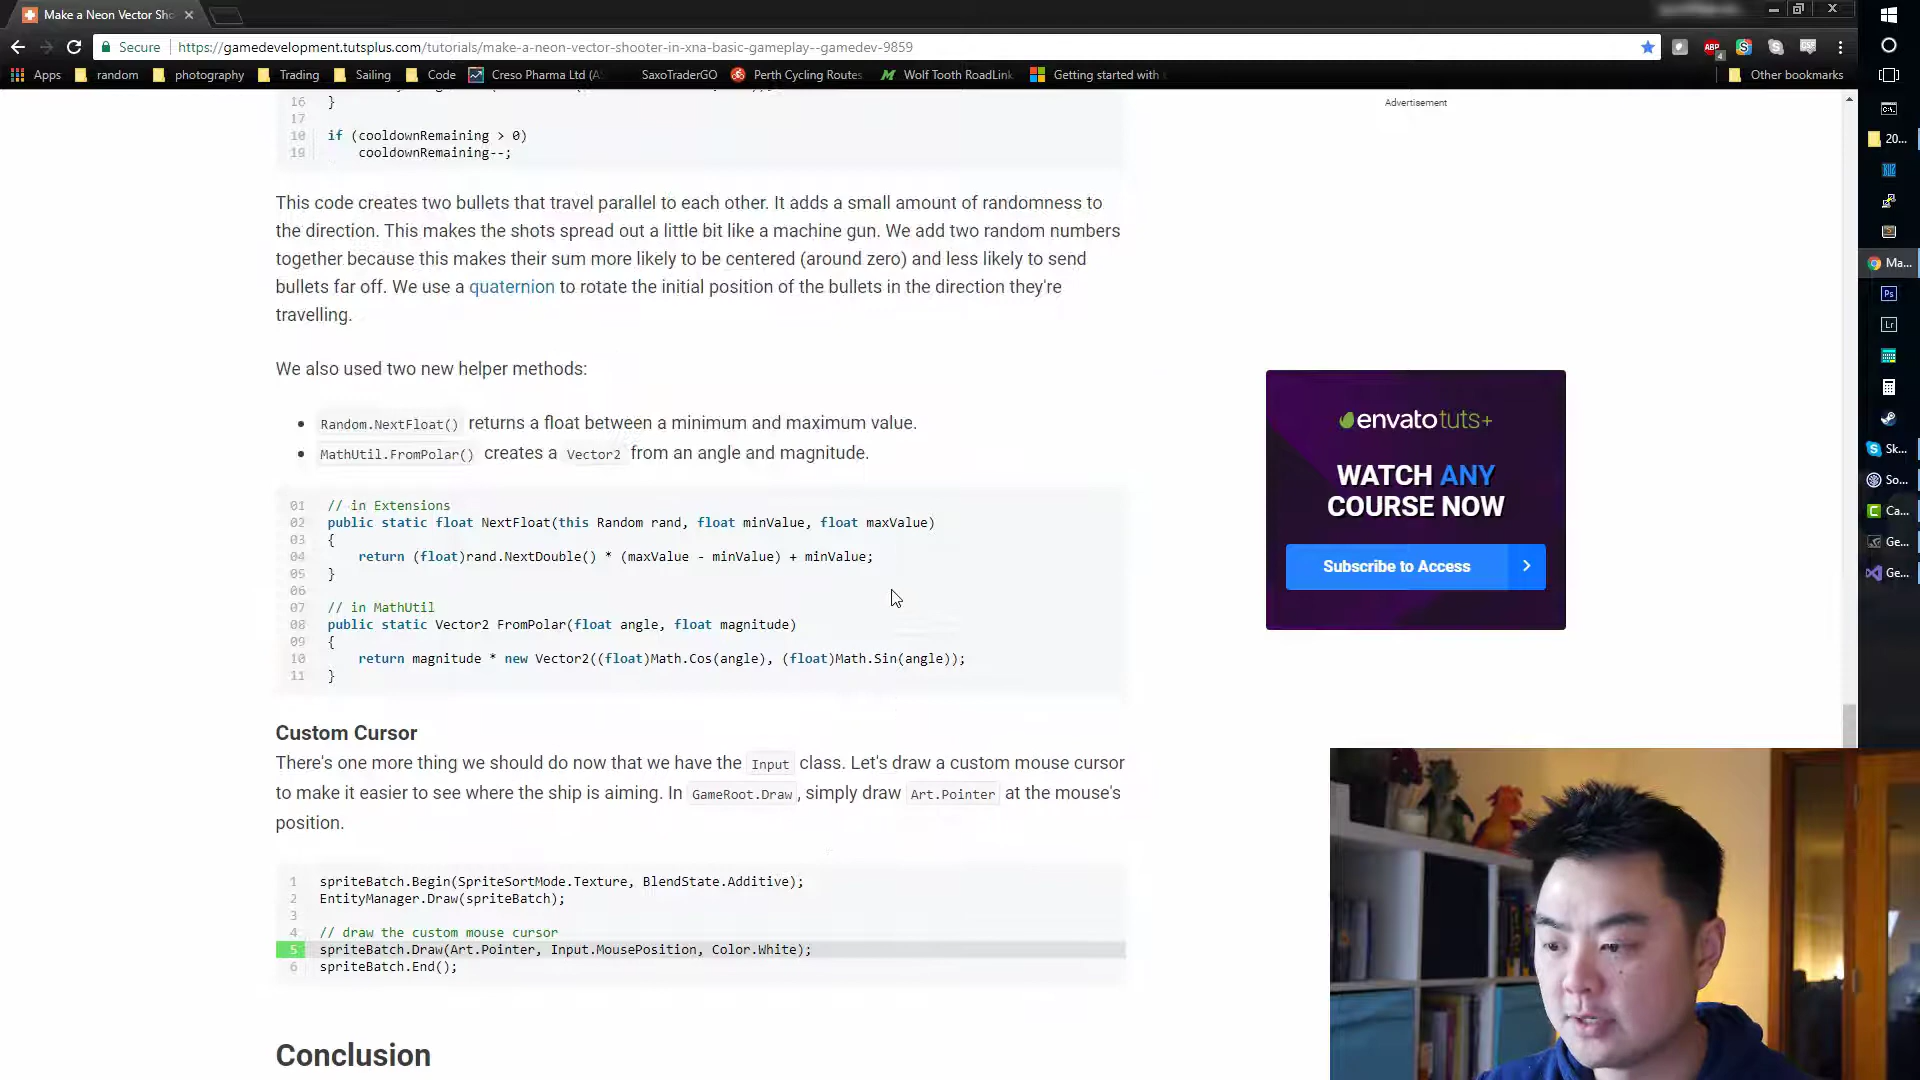 Make a Neon Vector Sho
Secure
https://gamedevelopment.tutsplus.com/tutorials/make-a-neon-vector-shooter-in-xna-basic-gameplay--gamedev-9859
ABP
4
Apps
random
photography
Trading
Sailing
Code
Creso Pharma Ltd (A
SaxoTraderGO
Perth Cycling Routes
Wolf Tooth RoadLink
Getting started with
Other bookmarks
Advertisement
16 }
17
18 if (cooldownRemaining > 0)
19 cooldownRemaining--;
This code creates two bullets that travel parallel to each other. It adds a small amount of randomness to
the direction. This makes the shots spread out a little bit like a machine gun. We add two random numbers
together because this makes their sum more likely to be centered (around zero) and less likely to send
bullets far off. We use a quaternion to rotate the initial position of the bullets in the direction they're
travelling.
We also used two new helper methods:
• Random.NextFloat() returns a float between a minimum and maximum value.
• MathUtil.FromPolar() creates a Vector2 from an angle and magnitude.
01 // in Extensions
02 public static float NextFloat(this Random rand, float minValue, float maxValue)
03 {
04 return (float)rand.NextDouble() * (maxValue - minValue) + minValue;
05 }
06
07 // in MathUtil
08 public static Vector2 FromPolar(float angle, float magnitude)
09 {
10 return magnitude * new Vector2((float)Math.Cos(angle), (float)Math.Sin(angle));
11 }
Custom Cursor
There's one more thing we should do now that we have the Input class. Let's draw a custom mouse cursor
to make it easier to see where the ship is aiming. In GameRoot.Draw, simply draw Art.Pointer at the mouse's
position.
1 spriteBatch.Begin(SpriteSortMode.Texture, BlendState.Additive);
2 EntityManager.Draw(spriteBatch);
3
4 // draw the custom mouse cursor
5 spriteBatch.Draw(Art.Pointer, Input.MousePosition, Color.White);
6 spriteBatch.End();
Conclusion
envatotuts+
WATCH ANY
COURSE NOW
Subscribe to Access
20...
Ma...
Ps
Lr
Sk...
So...
Ca...
Ge...
Ge...